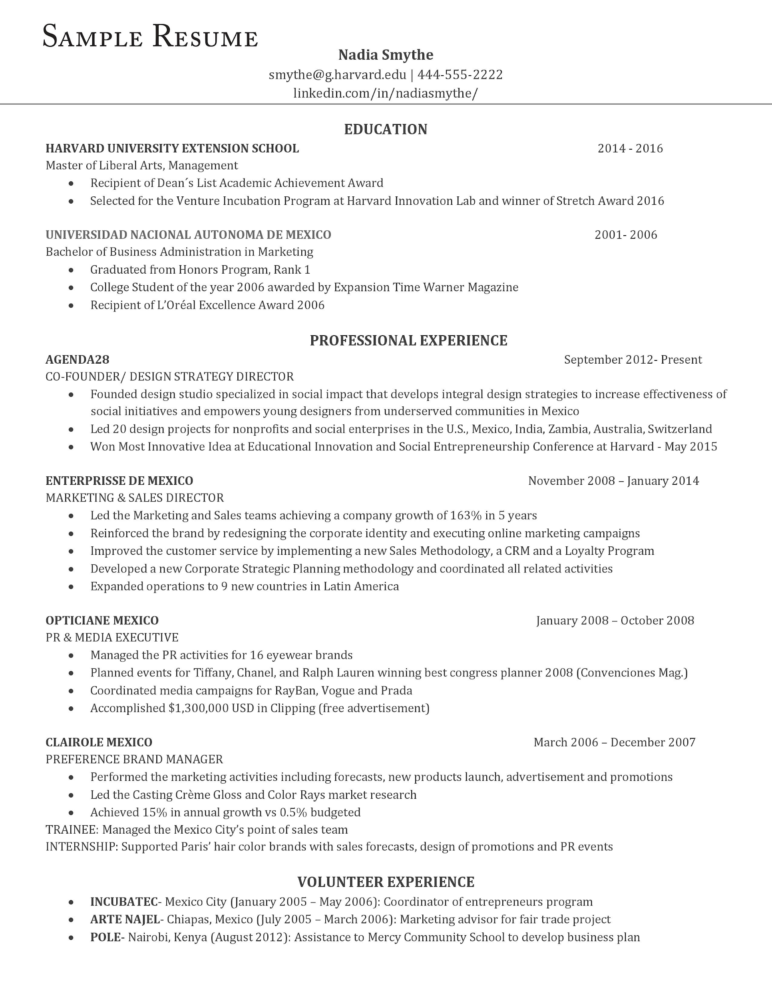 SAMPLE RESUME
Nadia Smythe
smythe@g.harvard.edu | 444-555-2222
linkedin.com/in/nadiasmythe/
EDUCATION
HARVARD UNIVERSITY EXTENSION SCHOOL 2014 - 2016
Master of Liberal Arts, Management
• Recipient of Dean´s List Academic Achievement Award
• Selected for the Venture Incubation Program at Harvard Innovation Lab and winner of Stretch Award 2016
UNIVERSIDAD NACIONAL AUTONOMA DE MEXICO 2001- 2006
Bachelor of Business Administration in Marketing
• Graduated from Honors Program, Rank 1
• College Student of the year 2006 awarded by Expansion Time Warner Magazine
• Recipient of L’Oréal Excellence Award 2006
PROFESSIONAL EXPERIENCE
AGENDA28 September 2012- Present
CO-FOUNDER/ DESIGN STRATEGY DIRECTOR
• Founded design studio specialized in social impact that develops integral design strategies to increase effectiveness of
social initiatives and empowers young designers from underserved communities in Mexico
• Led 20 design projects for nonprofits and social enterprises in the U.S., Mexico, India, Zambia, Australia, Switzerland
• Won Most Innovative Idea at Educational Innovation and Social Entrepreneurship Conference at Harvard - May 2015
ENTERPRISSE DE MEXICO November 2008 – January 2014
MARKETING & SALES DIRECTOR
• Led the Marketing and Sales teams achieving a company growth of 163% in 5 years
• Reinforced the brand by redesigning the corporate identity and executing online marketing campaigns
• Improved the customer service by implementing a new Sales Methodology, a CRM and a Loyalty Program
• Developed a new Corporate Strategic Planning methodology and coordinated all related activities
• Expanded operations to 9 new countries in Latin America
OPTICIANE MEXICO January 2008 – October 2008
PR & MEDIA EXECUTIVE
• Managed the PR activities for 16 eyewear brands
• Planned events for Tiffany, Chanel, and Ralph Lauren winning best congress planner 2008 (Convenciones Mag.)
• Coordinated media campaigns for RayBan, Vogue and Prada
• Accomplished $1,300,000 USD in Clipping (free advertisement)
CLAIROLE MEXICO March 2006 – December 2007
PREFERENCE BRAND MANAGER
• Performed the marketing activities including forecasts, new products launch, advertisement and promotions
• Led the Casting Crème Gloss and Color Rays market research
• Achieved 15% in annual growth vs 0.5% budgeted
TRAINEE: Managed the Mexico City’s point of sales team
INTERNSHIP: Supported Paris’ hair color brands with sales forecasts, design of promotions and PR events
VOLUNTEER EXPERIENCE
• INCUBATEC- Mexico City (January 2005 – May 2006): Coordinator of entrepreneurs program
• ARTE NAJEL- Chiapas, Mexico (July 2005 – March 2006): Marketing advisor for fair trade project
• POLE- Nairobi, Kenya (August 2012): Assistance to Mercy Community School to develop business plan